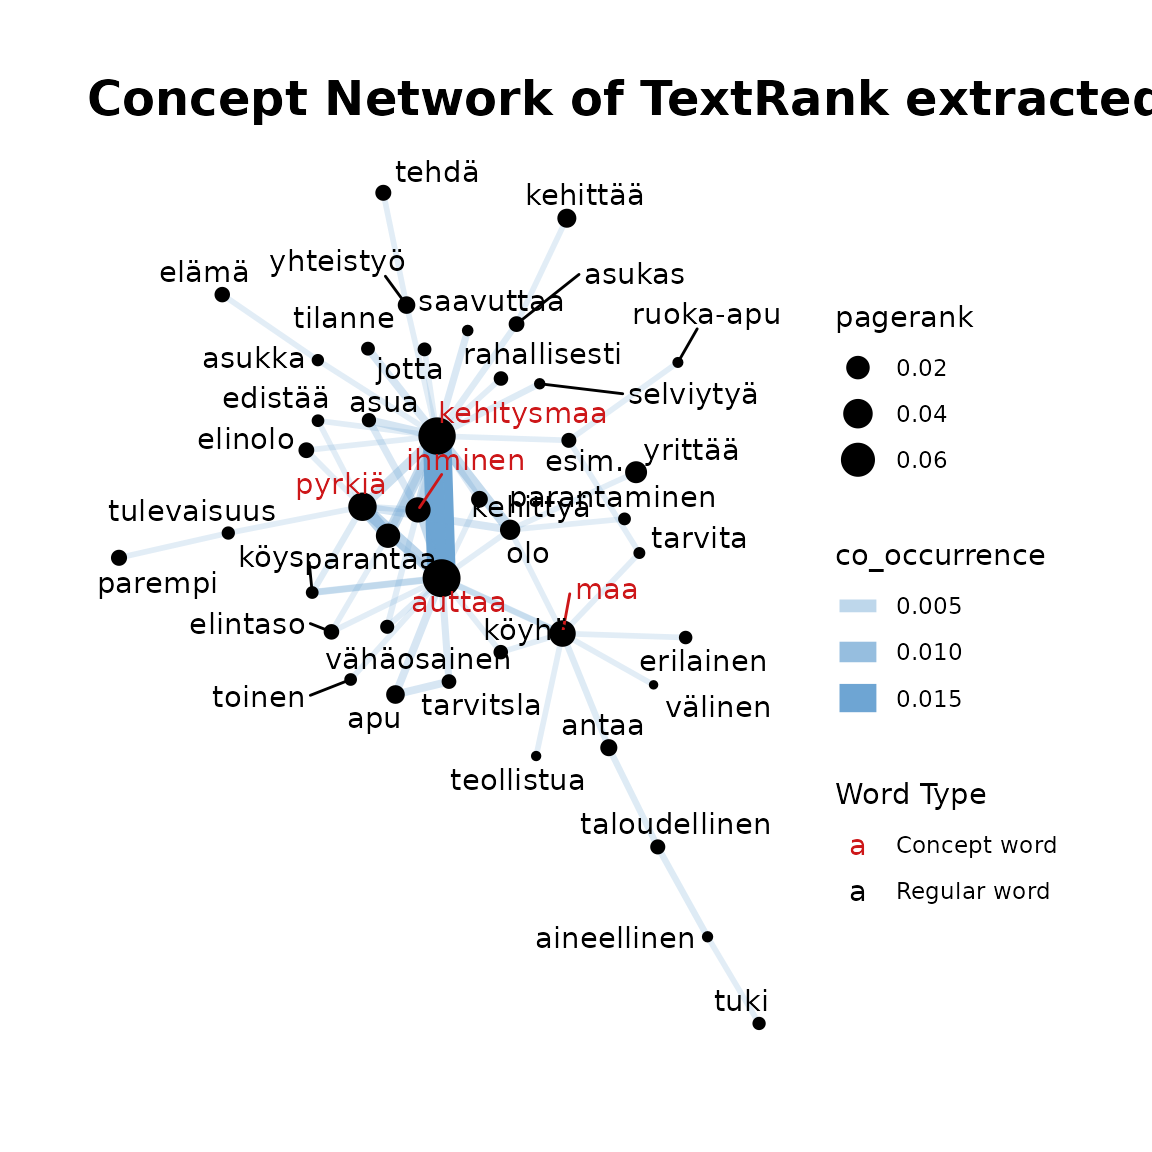 Concept Network of TextRank extracted
tehdä
kehittää
yhteistyö
elämä
asukas
saavuttaa
tilanne
ruoka-apu
rahallisesti
asukka
jotta
selviytyä
edistää
asua
kehitysmaa
elinolo
yrittää
ihminen
esim.
pyrkiä
parantaminen
kehittyä
tulevaisuus
tarvita
olo
köys
parantaa
parempi
maa
auttaa
elintaso
köyhä
vähäosainen
erilainen
toinen
tarvitsla
välinen
apu
antaa
teollistua
taloudellinen
aineellinen
tuki
pagerank
0.02
0.04
0.06
co_occurrence
0.005
0.010
0.015
Word Type
a Concept word
a Regular word